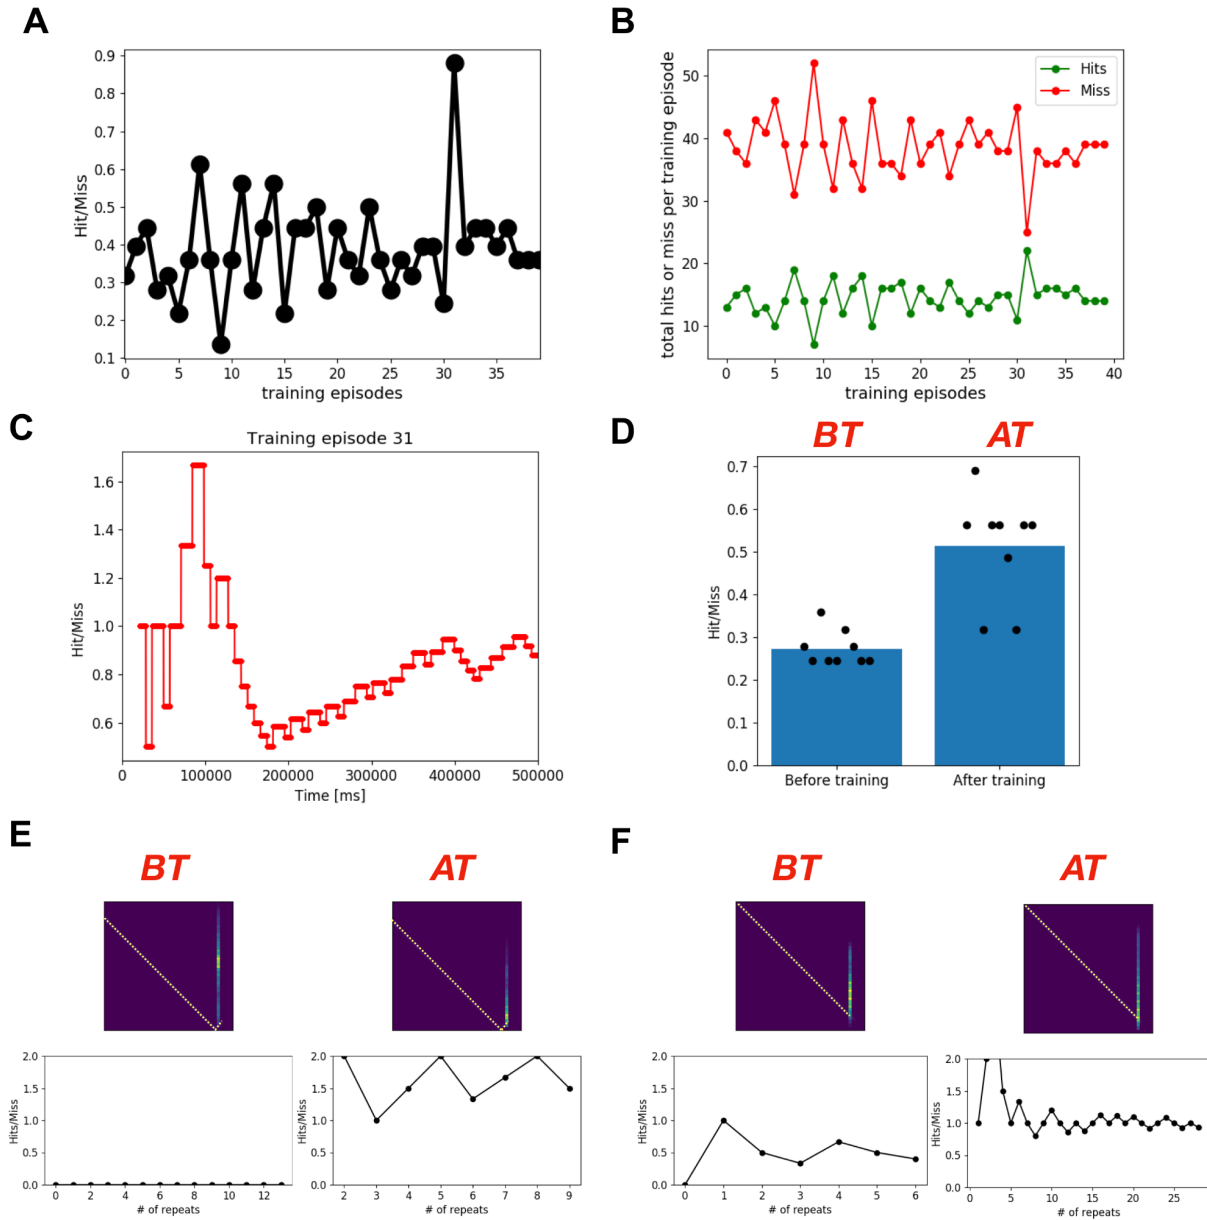 A
0.9
0.8
0.7
0.6
0.5
0.4
0.3
0.2
0.1
Hit/Miss
0 5 10 15 20 25 30 35
training episodes
B
50
40
30
20
10
total hits or miss per training episode
Hits
Miss
0 5 10 15 20 25 30 35 40
training episodes
C
Training episode 31
1.6
1.4
1.2
1.0
0.8
0.6
Hit/Miss
0 100000 200000 300000 400000 500000
Time [ms]
D
BT AT
0.7
0.6
0.5
0.4
0.3
0.2
0.1
0.0
Hit/Miss
Before training After training
E
BT AT
2.0
1.5
1.0
0.5
0.0
Hits/Miss
0 2 4 6 8 10 12
# of repeats
2.0
1.5
1.0
0.5
0.0
Hits/Miss
2 3 4 5 6 7 8 9
# of repeats
F
BT AT
2.0
1.5
1.0
0.5
0.0
Hits/Miss
0 1 2 3 4 5 6
# of repeats
2.0
1.5
1.0
0.5
0.0
Hits/Miss
0 5 10 15 20 25
# of repeats